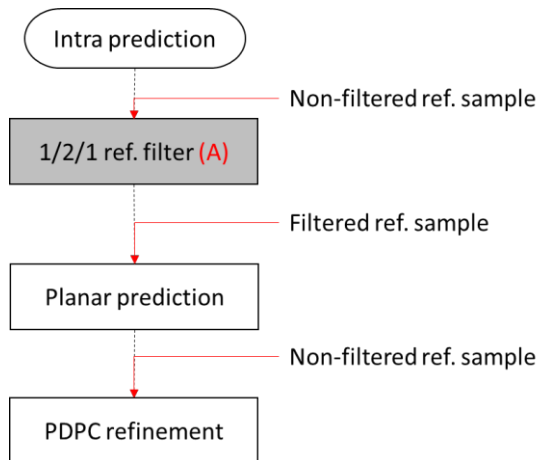 Intra prediction
Non-filtered ref. sample
1/2/1 ref. filter (A)
Filtered ref. sample
Planar prediction
Non-filtered ref. sample
PDPC refinement